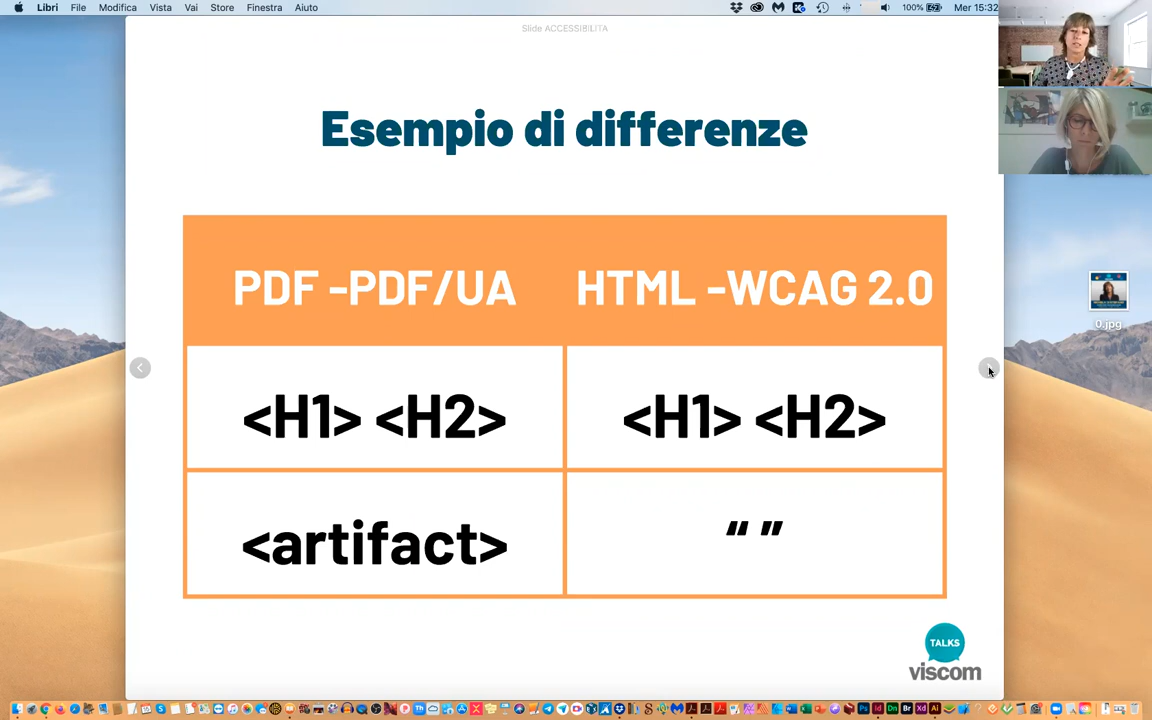 Libri File Modifica Vista Vai Store Finestra Aiuto 100% Mer 15:32
Slide ACCESSIBILITA
Esempio di differenze
PDF -PDF/UA HTML -WCAG 2.0
<H1> <H2> <H1> <H2>
<artifact> “ ”
TALKS
viscom
0.jpg